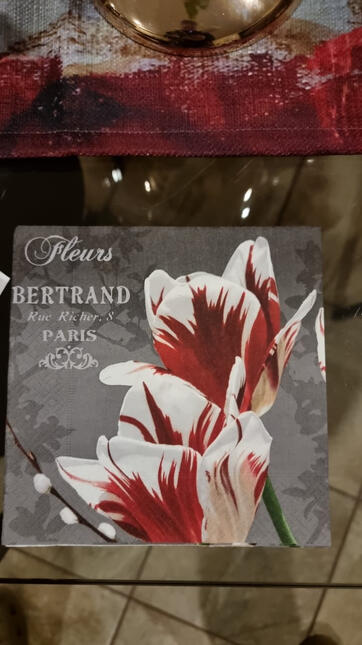 Fleurs
BERTRAND
Rue Richer, 8
PARIS